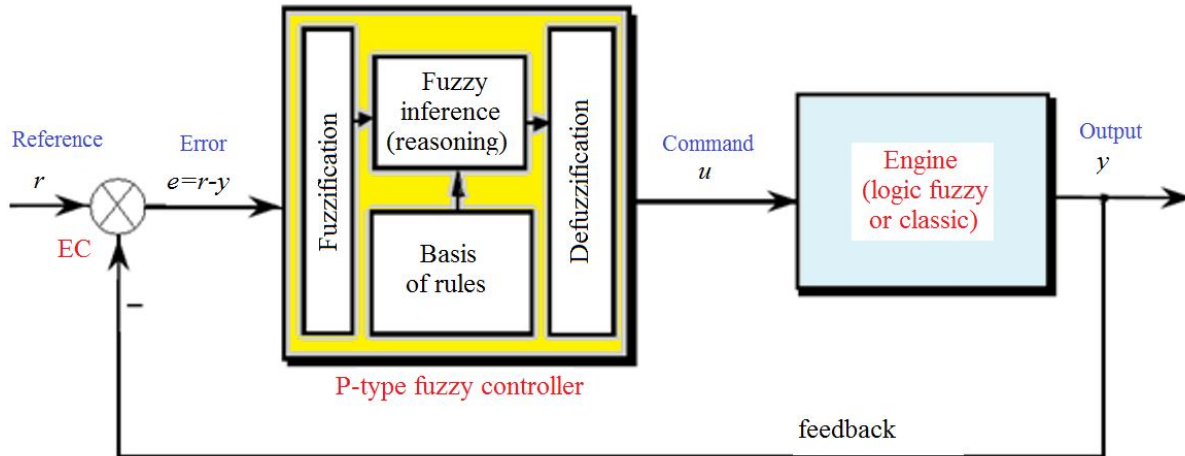 Reference
r
EC
−
Error
e=r-y
Fuzzification
Fuzzy
inference
(reasoning)
Basis
of rules
Defuzzification
P-type fuzzy controller
Command
u
Engine
(logic fuzzy
or classic)
Output
y
feedback